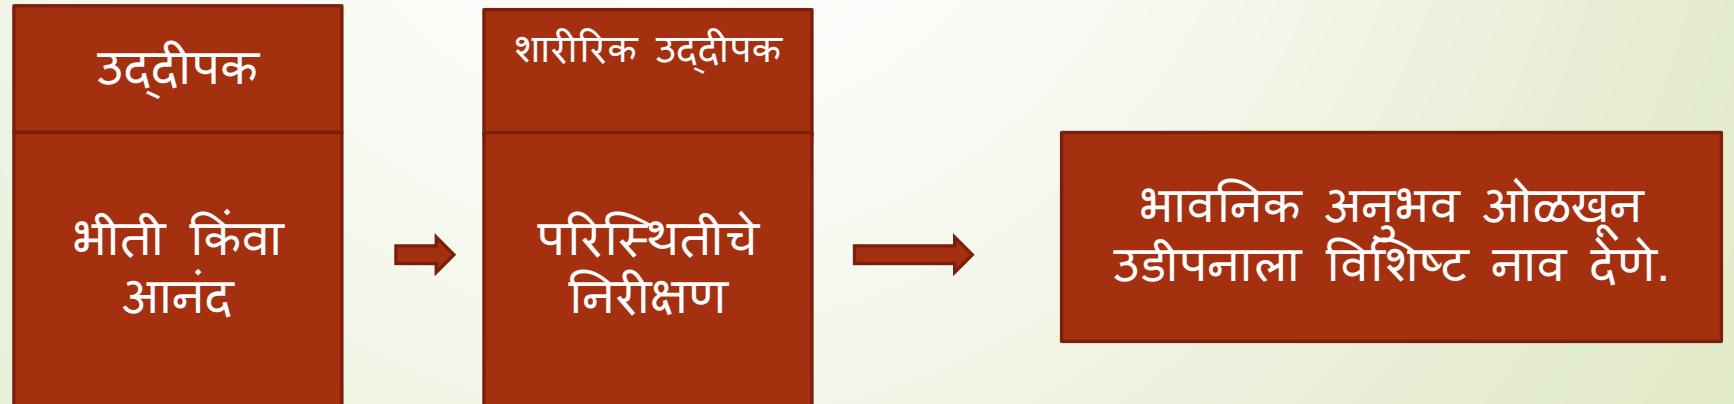 उद्दीपक
भीती किंवा
आनंद
शारीरिक उद्दीपक
परिस्थितीचे
निरीक्षण
भावनिक अनुभव ओळखून
उडीपनाला विशिष्ट नाव देणे.